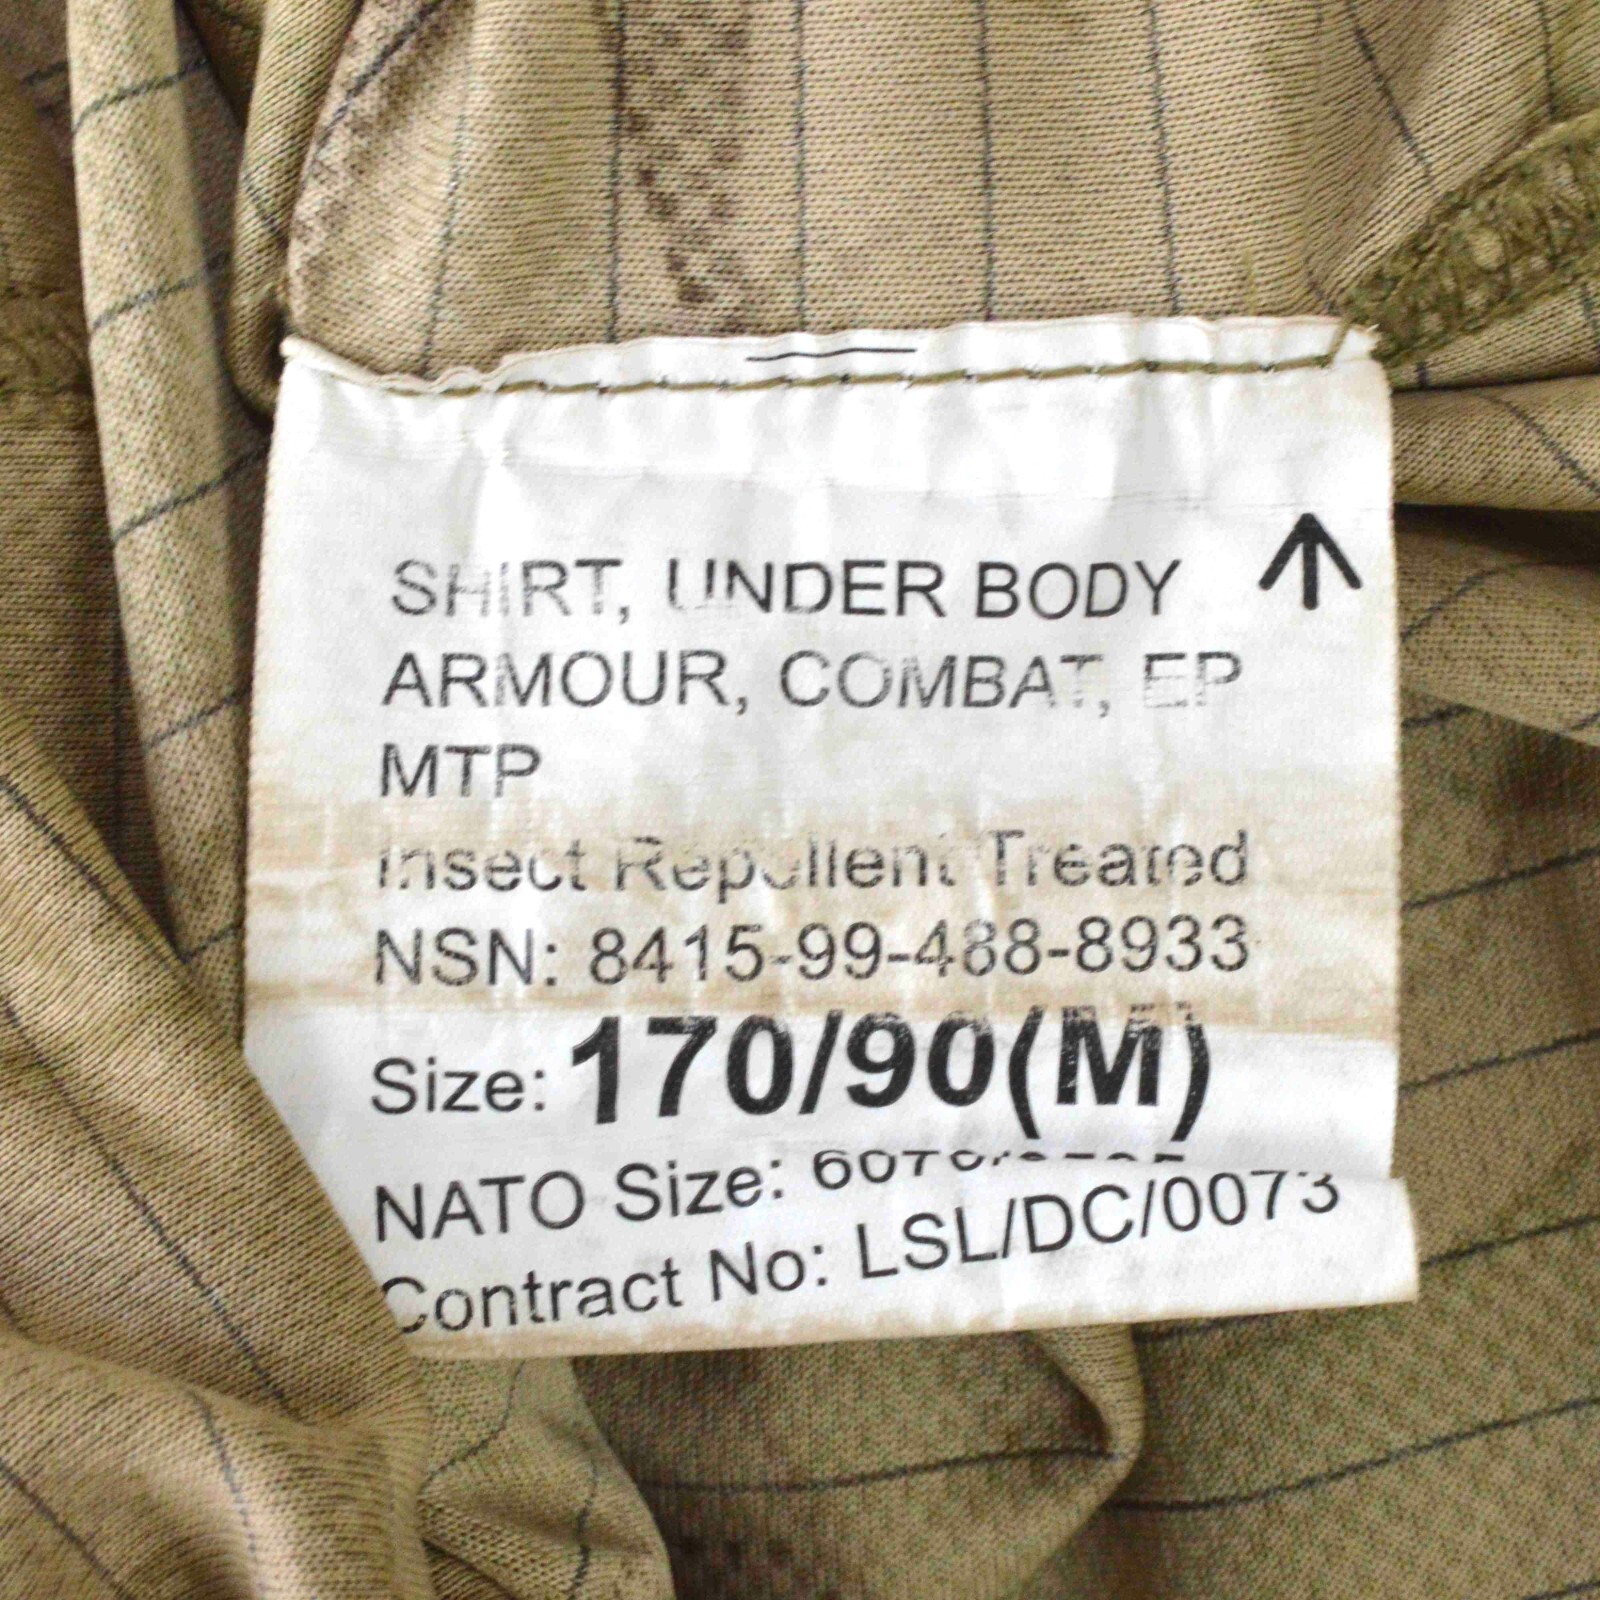 SHIRT, UNDER BODY
ARMOUR, COMBAT, EP
MTP
Insect Repellent Treated
NSN: 8415-99-488-8933
Size: 170/90(M)
NATO Size:
Contract No: LSL/DC/0073